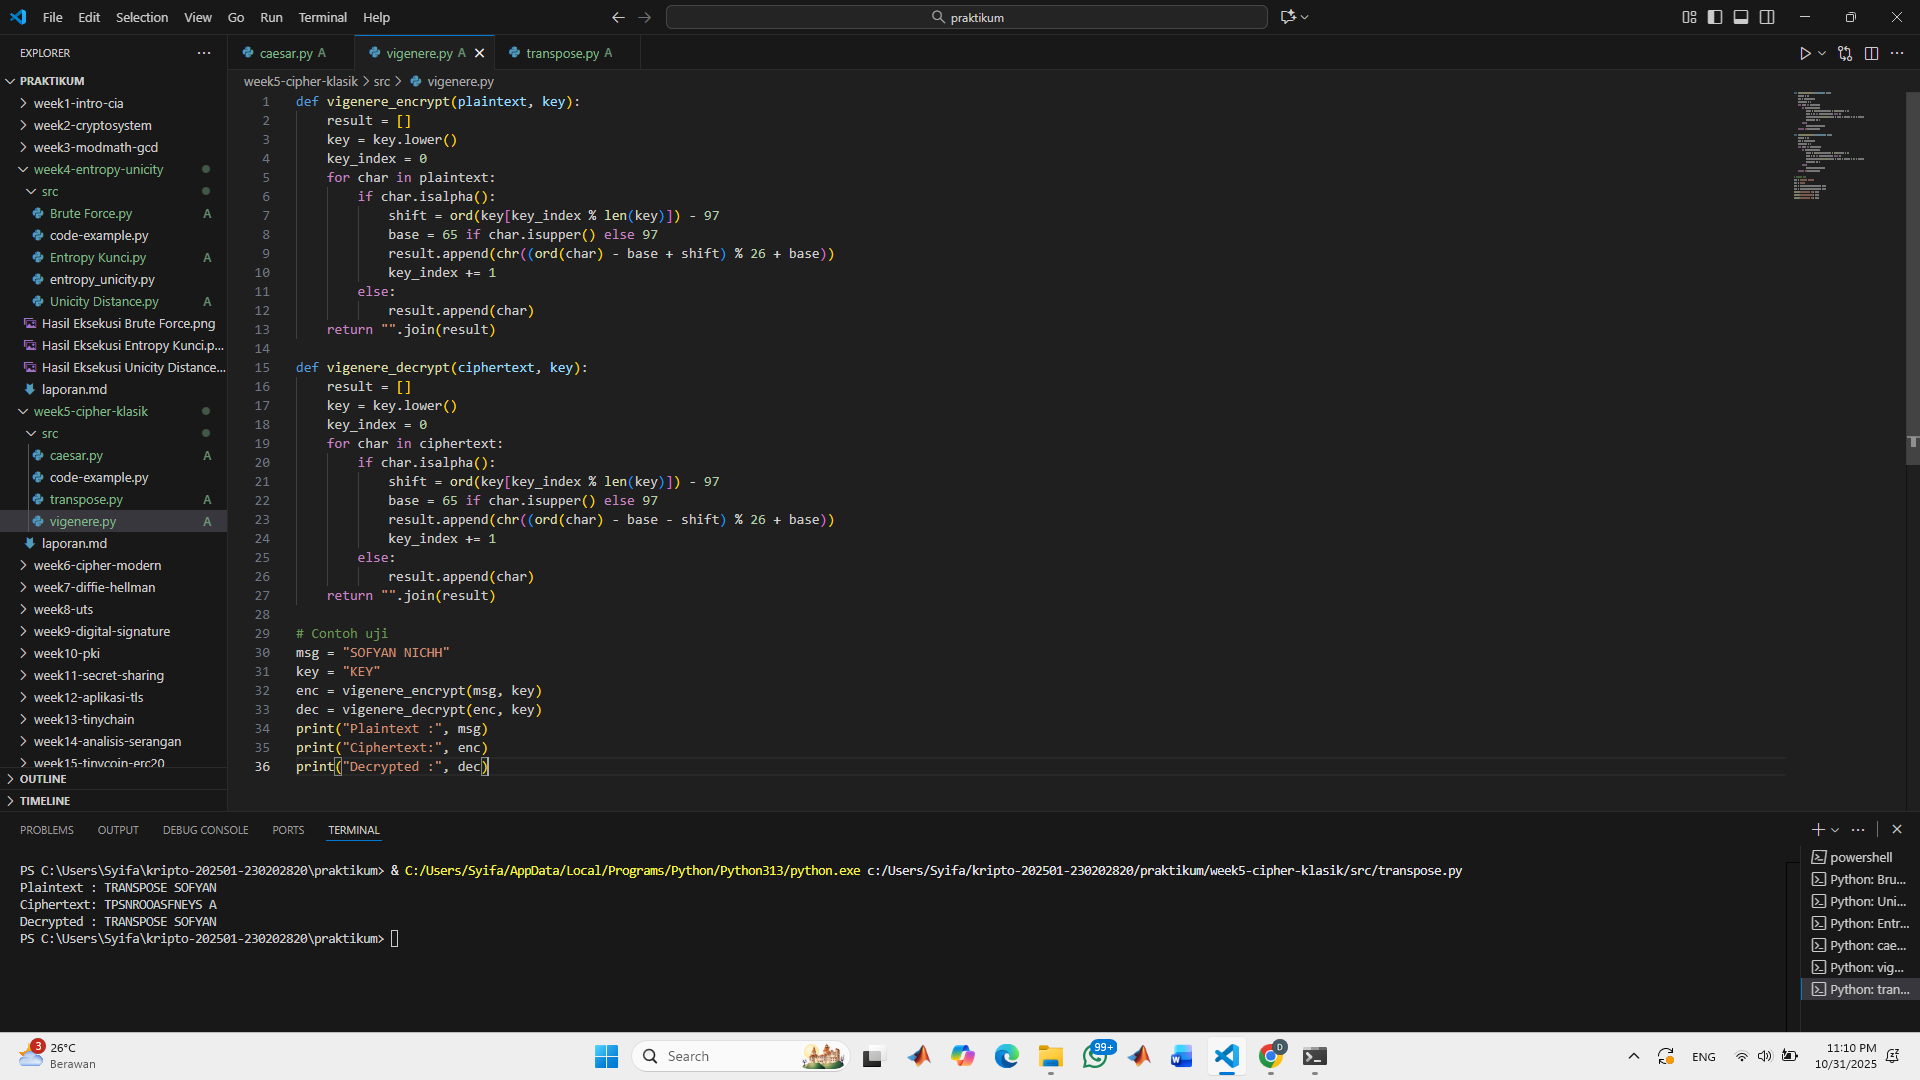 File Edit Selection View Go Run Terminal Help
praktikum
EXPLORER
PRAKTIKUM
week1-intro-cia
week2-cryptosystem
week3-modmath-gcd
week4-entropy-unicity
src
Brute Force.py A
code-example.py
Entropy Kunci.py A
entropy_unicity.py
Unicity Distance.py A
Hasil Eksekusi Brute Force.png
Hasil Eksekusi Entropy Kunci.p...
Hasil Eksekusi Unicity Distance...
laporan.md
week5-cipher-klasik
src
caesar.py A
code-example.py
transpose.py A
vigenere.py A
laporan.md
week6-cipher-modern
week7-diffie-hellman
week8-uts
week9-digital-signature
week10-pki
week11-secret-sharing
week12-aplikasi-tls
week13-tinychain
week14-analisis-serangan
week15-tinycoin-erc20
OUTLINE
TIMELINE
caesar.py A vigenere.py A transpose.py A
week5-cipher-klasik > src > vigenere.py
1 def vigenere_encrypt(plaintext, key):
2 result = []
3 key = key.lower()
4 key_index = 0
5 for char in plaintext:
6 if char.isalpha():
7 shift = ord(key[key_index % len(key)]) - 97
8 base = 65 if char.isupper() else 97
9 result.append(chr((ord(char) - base + shift) % 26 + base))
10 key_index += 1
11 else:
12 result.append(char)
13 return "".join(result)
14
15 def vigenere_decrypt(ciphertext, key):
16 result = []
17 key = key.lower()
18 key_index = 0
19 for char in ciphertext:
20 if char.isalpha():
21 shift = ord(key[key_index % len(key)]) - 97
22 base = 65 if char.isupper() else 97
23 result.append(chr((ord(char) - base - shift) % 26 + base))
24 key_index += 1
25 else:
26 result.append(char)
27 return "".join(result)
28
29 # Contoh uji
30 msg = "SOFYAN NICHH"
31 key = "KEY"
32 enc = vigenere_encrypt(msg, key)
33 dec = vigenere_decrypt(enc, key)
34 print("Plaintext :", msg)
35 print("Ciphertext:", enc)
36 print("Decrypted :", dec)
PROBLEMS OUTPUT DEBUG CONSOLE PORTS TERMINAL
PS C:\Users\Syifa\kripto-202501-230202820\praktikum> & C:/Users/Syifa/AppData/Local/Programs/Python/Python313/python.exe c:/Users/Syifa/kripto-202501-230202820/praktikum/week5-cipher-klasik/src/transpose.py
Plaintext : TRANSPOSE SOFYAN
Ciphertext: TPSNROOASFNEYS A
Decrypted : TRANSPOSE SOFYAN
PS C:\Users\Syifa\kripto-202501-230202820\praktikum>
powershell
Python: Bru...
Python: Uni...
Python: Entr...
Python: cae...
Python: vig...
Python: tran...
3
26°C
Berawan
Search
99+
D
ENG
11:10 PM
10/31/2025